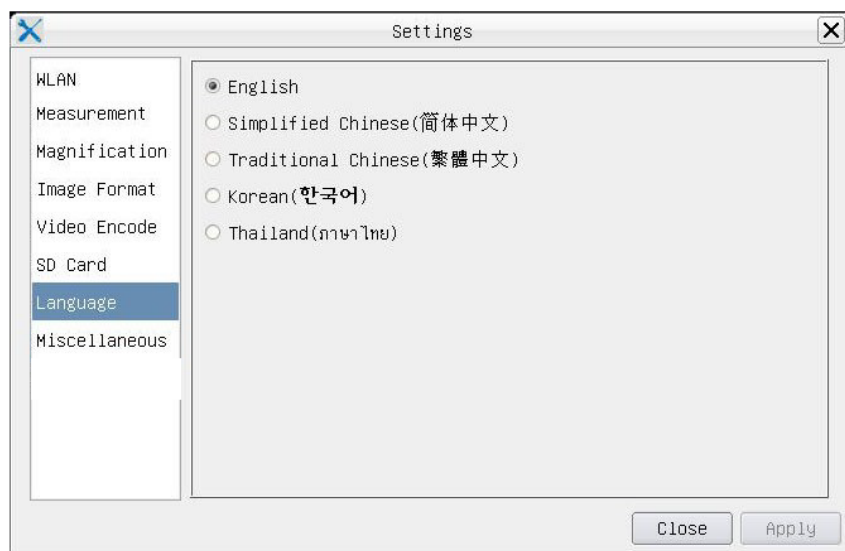 Settings
WLAN
Measurement
Magnification
Image Format
Video Encode
SD Card
Language
Miscellaneous
English
Simplified Chinese(简体中文)
Traditional Chinese(繁體中文)
Korean(한국어)
Thailand(ภาษาไทย)
Close
Apply